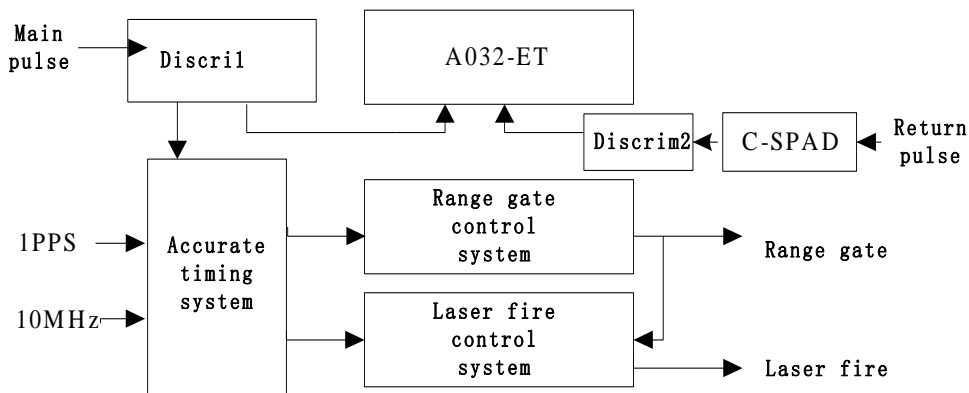 Main
pulse
Discril
A032-ET
Discrim2
C-SPAD
Return
pulse
1PPS
10MHz
Accurate
timing
system
Range gate
control
system
Range gate
Laser fire
control
system
Laser fire